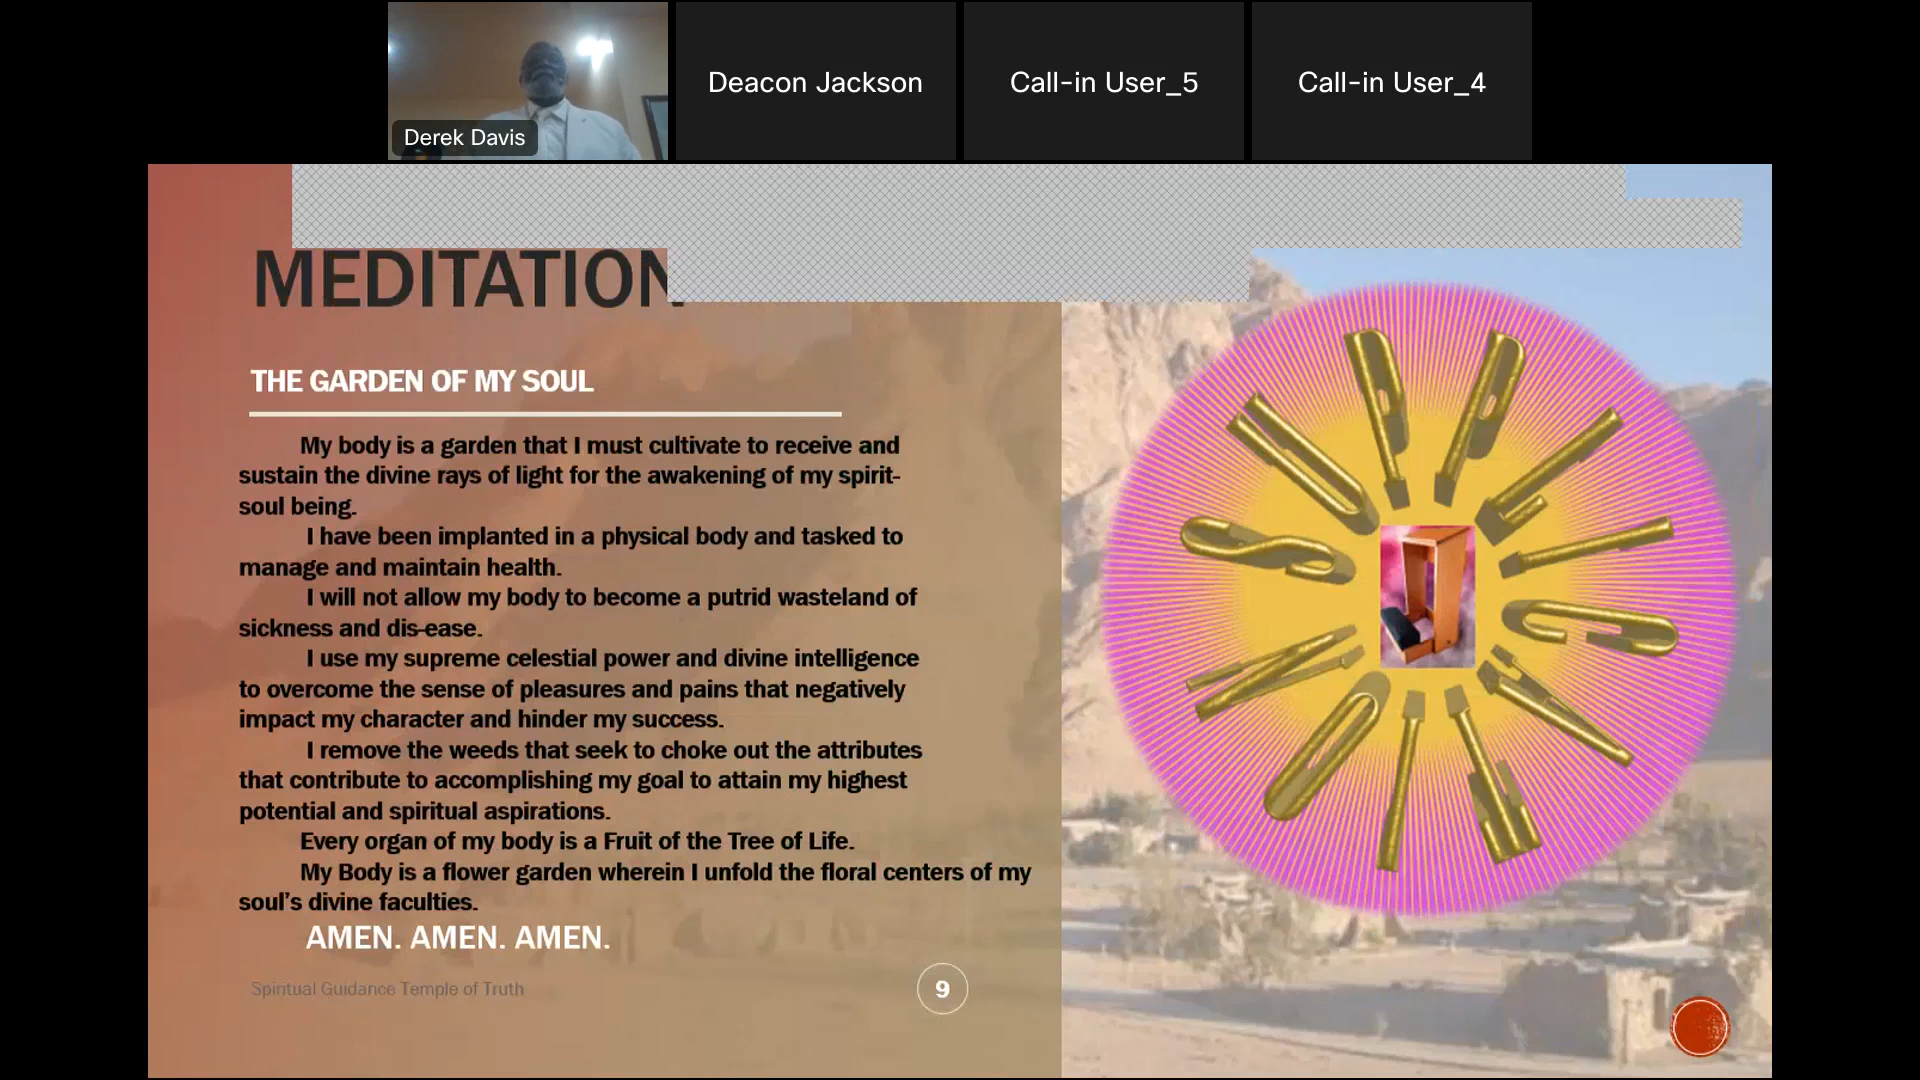 Derek Davis
Deacon Jackson
Call-in User_5
Call-in User_4
MEDITATION
THE GARDEN OF MY SOUL
My body is a garden that I must cultivate to receive and
sustain the divine rays of light for the awakening of my spirit-
soul being.
I have been implanted in a physical body and tasked to
manage and maintain health.
I will not allow my body to become a putrid wasteland of
sickness and dis-ease.
I use my supreme celestial power and divine intelligence
to overcome the sense of pleasures and pains that negatively
impact my character and hinder my success.
I remove the weeds that seek to choke out the attributes
that contribute to accomplishing my goal to attain my highest
potential and spiritual aspirations.
Every organ of my body is a Fruit of the Tree of Life.
My Body is a flower garden wherein I unfold the floral centers of my
soul's divine faculties.
AMEN. AMEN. AMEN.
Spiritual Guidance Temple of Truth
9